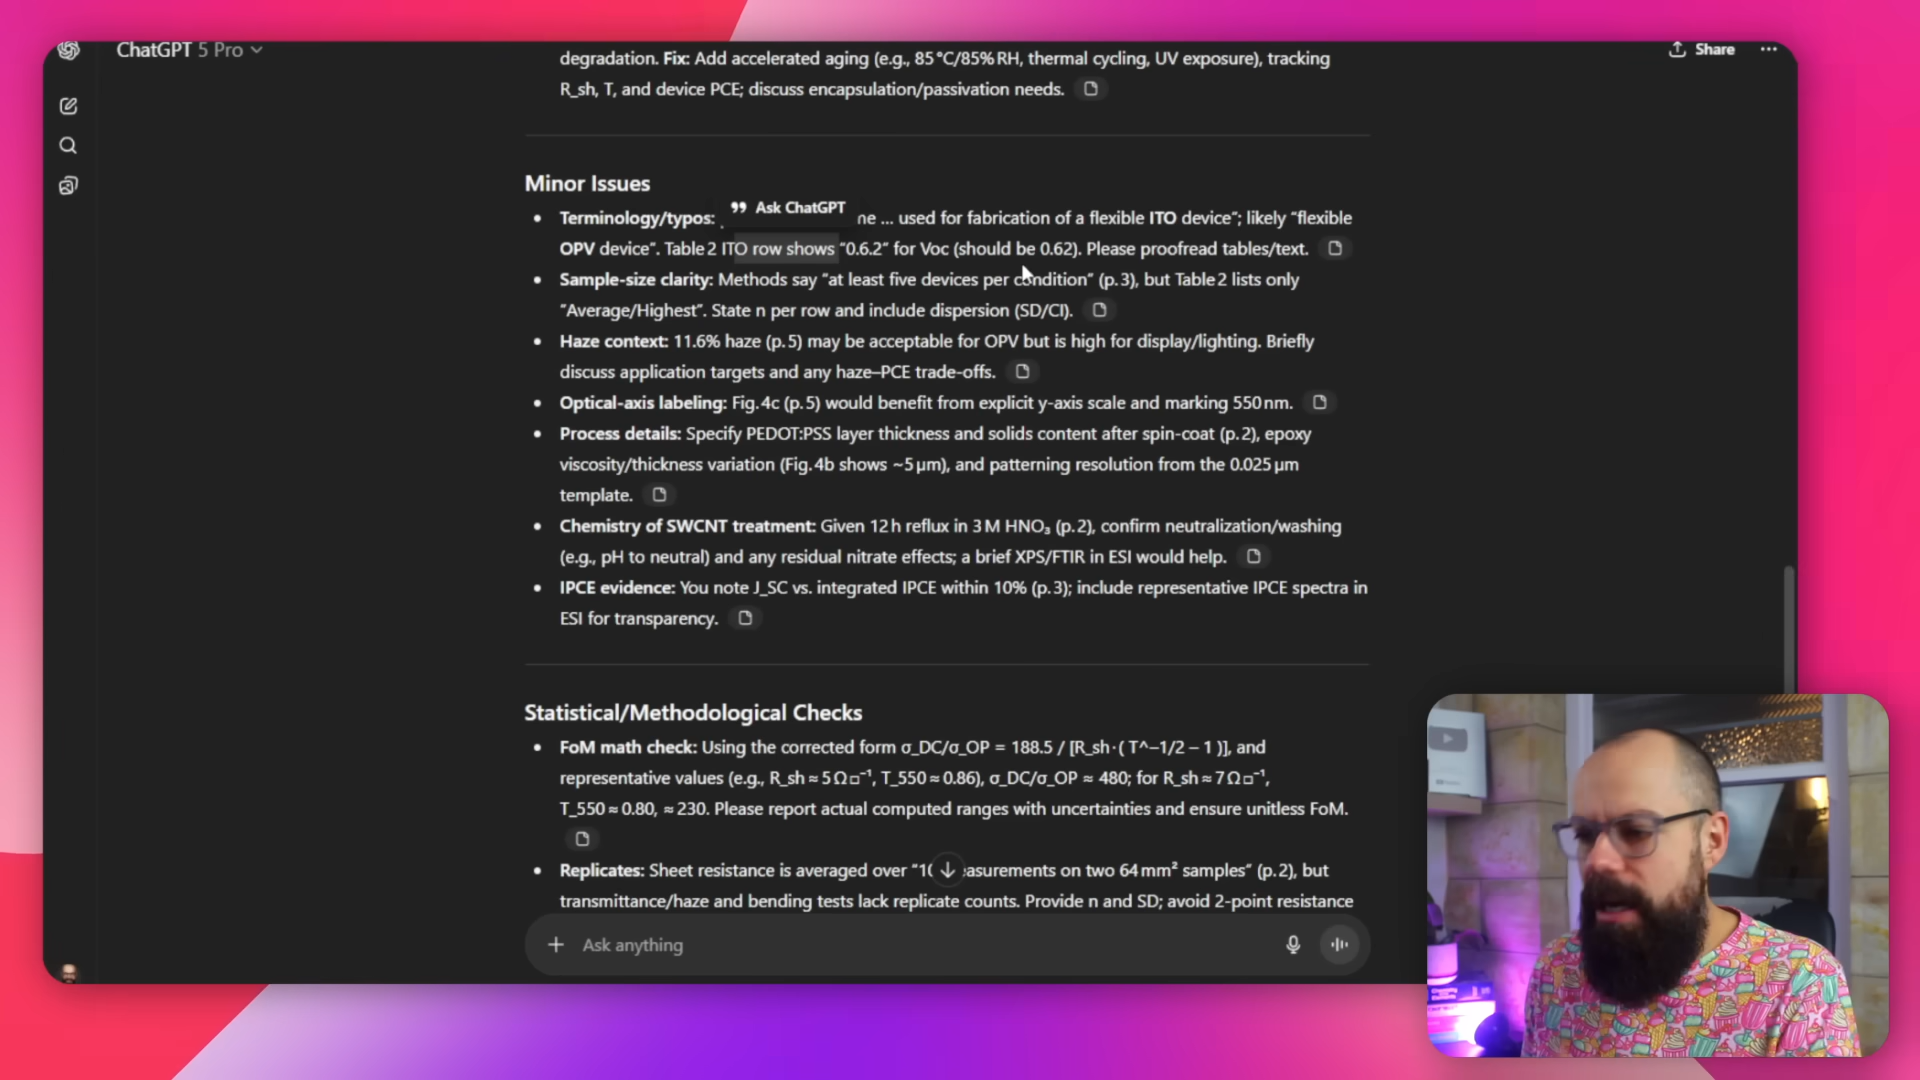 ChatGPT 5 Pro
Share
degradation. Fix: Add accelerated aging (e.g., 85 °C/85% RH, thermal cycling, UV exposure), tracking
R_sh, T, and device PCE; discuss encapsulation/passivation needs.
Minor Issues
Ask ChatGPT
Terminology/typos: me ... used for fabrication of a flexible ITO device”; likely “flexible
OPV device”. Table 2 ITO row shows “0.6.2” for Voc (should be 0.62). Please proofread tables/text.
Sample-size clarity: Methods say “at least five devices per condition” (p. 3), but Table 2 lists only
“Average/Highest”. State n per row and include dispersion (SD/CI).
Haze context: 11.6% haze (p. 5) may be acceptable for OPV but is high for display/lighting. Briefly
discuss application targets and any haze–PCE trade-offs.
Optical-axis labeling: Fig. 4c (p. 5) would benefit from explicit y-axis scale and marking 550 nm.
Process details: Specify PEDOT:PSS layer thickness and solids content after spin-coat (p. 2), epoxy
viscosity/thickness variation (Fig. 4b shows ~5 µm), and patterning resolution from the 0.025 µm
template.
Chemistry of SWCNT treatment: Given 12 h reflux in 3 M HNO₃ (p. 2), confirm neutralization/washing
(e.g., pH to neutral) and any residual nitrate effects; a brief XPS/FTIR in ESI would help.
IPCE evidence: You note J_SC vs. integrated IPCE within 10% (p. 3); include representative IPCE spectra in
ESI for transparency.
Statistical/Methodological Checks
FoM math check: Using the corrected form σ_DC/σ_OP = 188.5 / [R_sh·( T^−1/2 − 1 )], and
representative values (e.g., R_sh ≈ 5 Ω □⁻¹, T_550 ≈ 0.86), σ_DC/σ_OP ≈ 480; for R_sh ≈ 7 Ω □⁻¹,
T_550 ≈ 0.80, ≈ 230. Please report actual computed ranges with uncertainties and ensure unitless FoM.
Replicates: Sheet resistance is averaged over “10 easurements on two 64 mm² samples” (p. 2), but
transmittance/haze and bending tests lack replicate counts. Provide n and SD; avoid 2-point resistance
Ask anything